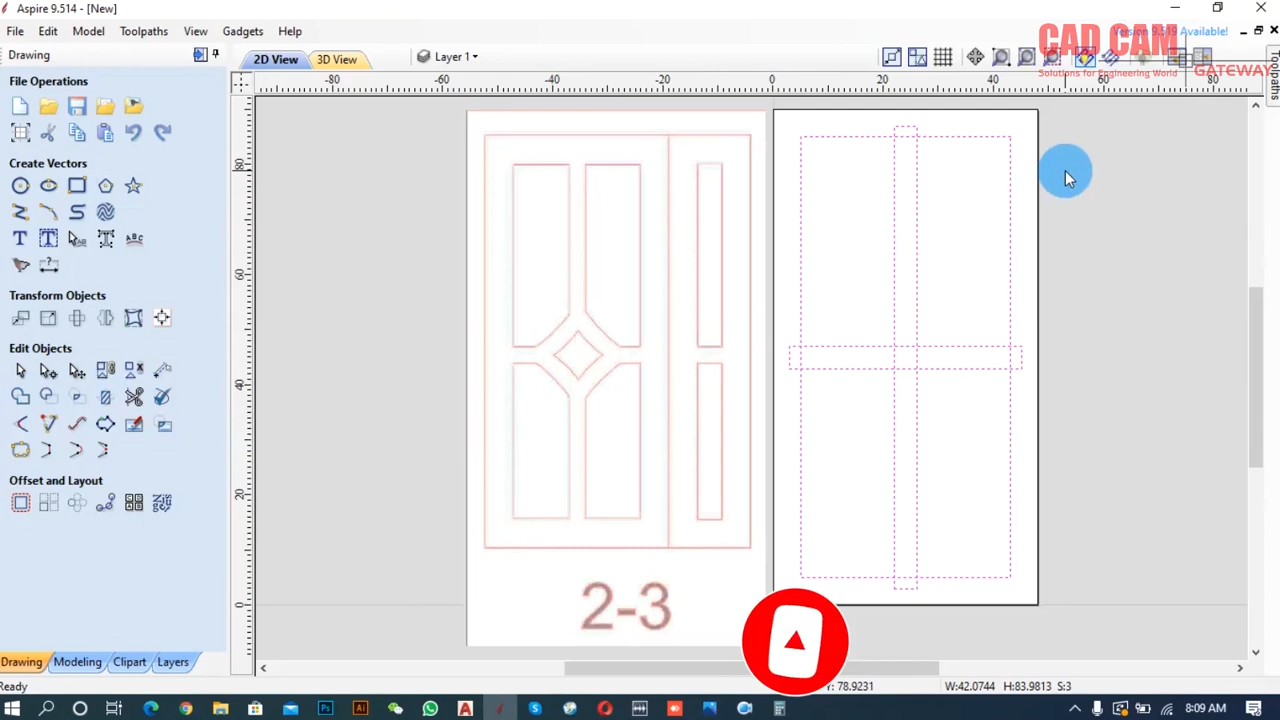 Aspire 9.514 - [New]
File Edit Model Toolpaths View Gadgets Help
Version 9.519 Available!
CAD CAM
Solutions for Engineering World
GATEWAY
Drawing
2D View
3D View
Layer 1
Toolpaths
File Operations
-80 -60 -40 -20 0 20 40 60 80
80
60
40
20
0
Create Vectors
Transform Objects
Edit Objects
Offset and Layout
2-3
Drawing Modeling Clipart Layers
Ready
Y: 78.9231
W:42.0744 H:83.9813 S:3
8:09 AM